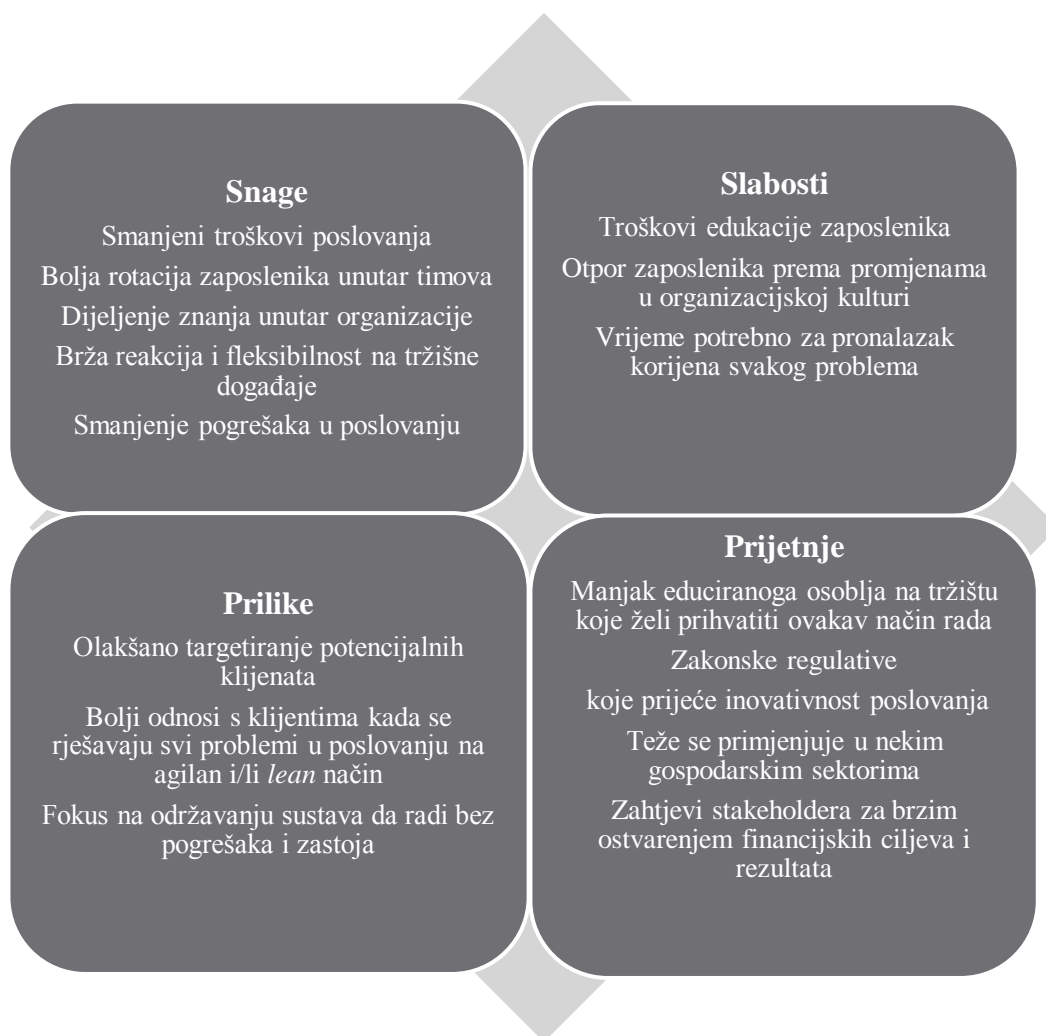 Snage
Smanjeni troškovi poslovanja
Bolja rotacija zaposlenika unutar timova
Dijeljenje znanja unutar organizacije
Brža reakcija i fleksibilnost na tržišne
događaje
Smanjenje pogrešaka u poslovanju
Slabosti
Troškovi edukacije zaposlenika
Otpor zaposlenika prema promjenama
u organizacijskoj kulturi
Vrijeme potrebno za pronalazak
korijena svakog problema
Prilike
Olakšano targetiranje potencijalnih
klijenata
Bolji odnosi s klijentima kada se
rješavaju svi problemi u poslovanju na
agilan i/li lean način
Fokus na održavanju sustava da radi bez
pogrešaka i zastoja
Prijetnje
Manjak educiranoga osoblja na tržištu
koje želi prihvatiti ovakav način rada
Zakonske regulative
koje prijeće inovativnost poslovanja
Teže se primjenjuje u nekim
gospodarskim sektorima
Zahtjevi stakeholdera za brzim
ostvarenjem financijskih ciljeva i
rezultata